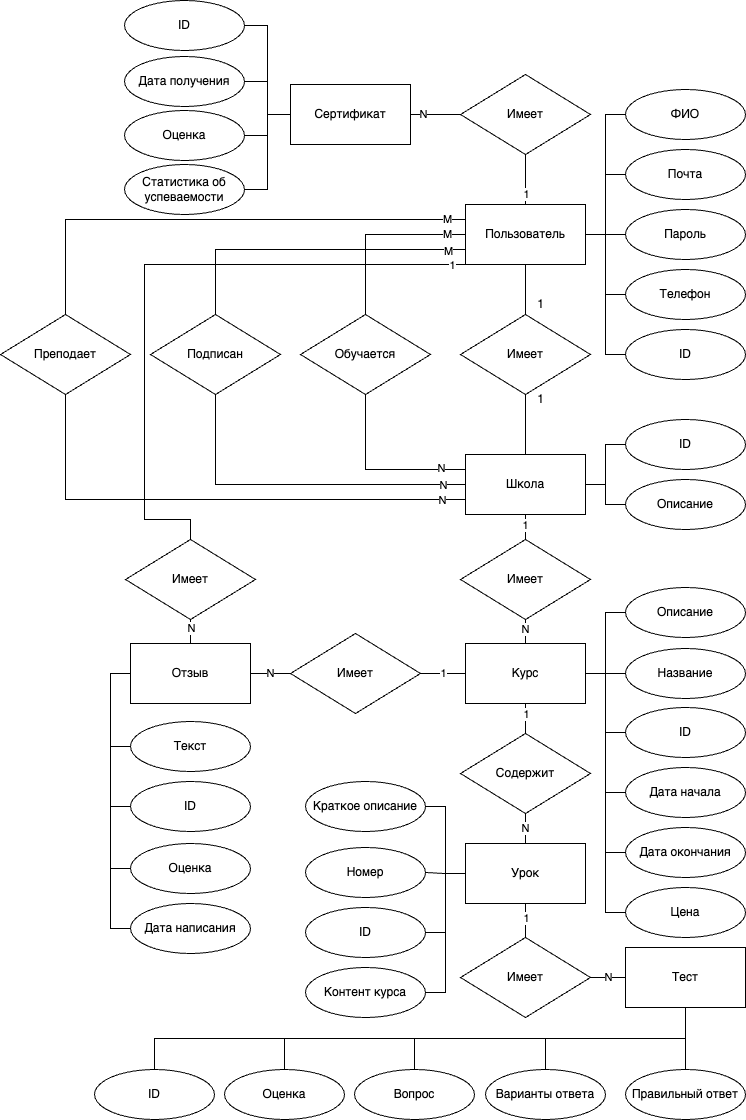 ID
Дата получения
Оценка
Статистика об
успеваемости
Сертификат
N
Имеет
1
ФИО
Почта
Пароль
Телефон
ID
Пользователь
M
M
M
1
1
Преподает
Подписан
Обучается
Имеет
1
N
N
N
Школа
ID
Описание
1
Имеет
Имеет
N
N
Отзыв
N
Имеет
1
Курс
Описание
Название
ID
Дата начала
Дата окончания
Цена
1
Текст
ID
Оценка
Дата написания
Содержит
N
Краткое описание
Номер
ID
Контент курса
Урок
1
Имеет
N
Тест
ID
Оценка
Вопрос
Варианты ответа
Правильный ответ